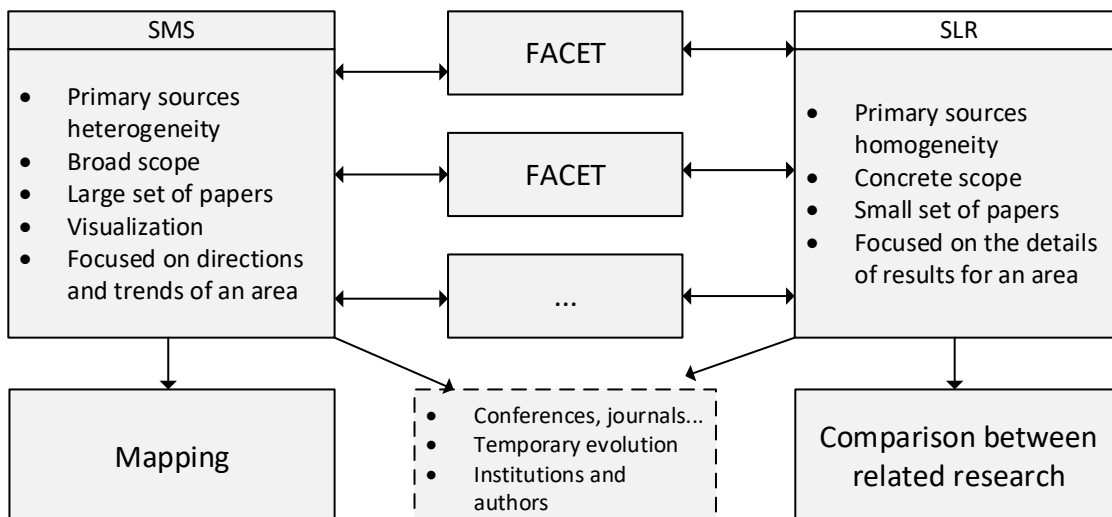 SMS
• Primary sources
heterogeneity
• Broad scope
• Large set of papers
• Visualization
• Focused on directions
and trends of an area
FACET
FACET
...
SLR
• Primary sources
homogeneity
• Concrete scope
• Small set of papers
• Focused on the details
of results for an area
Mapping
• Conferences, journals...
• Temporary evolution
• Institutions and
authors
Comparison between
related research